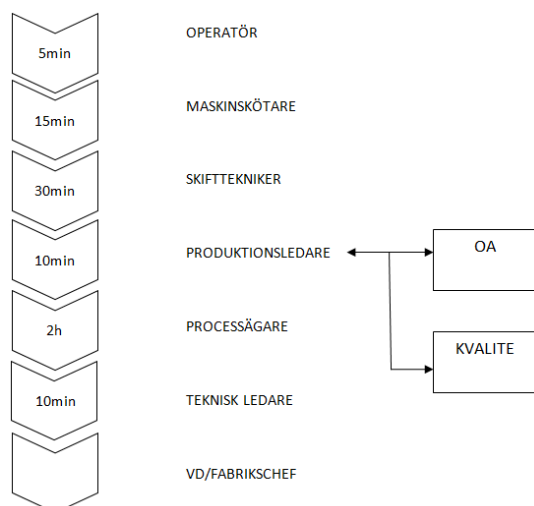 OPERATÖR
5min
MASKINSKÖTARE
15min
SKIFTTEKNIKER
30min
PRODUKTIONSLEDARE
OA
10min
PROCESSÄGARE
2h
KVALITE
TEKNISK LEDARE
10min
VD/FABRIKSCHEF